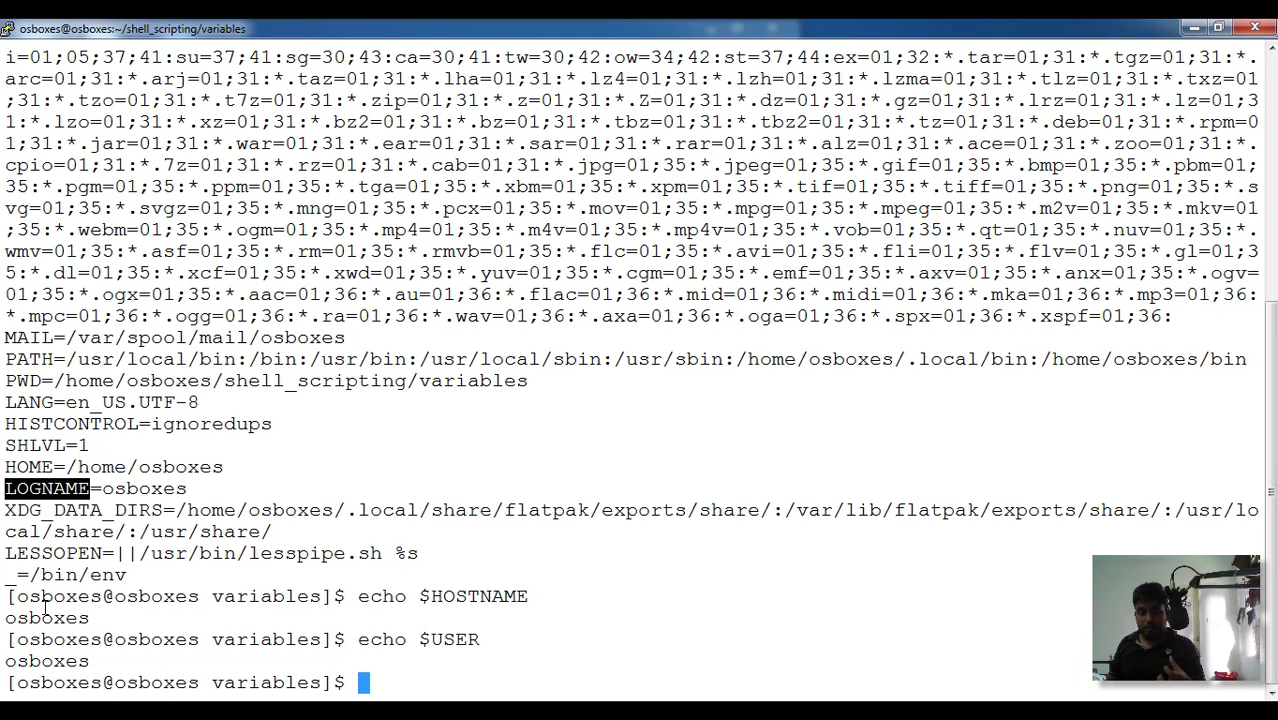 osboxes@osboxes:~/shell_scripting/variables
i=01;05;37;41:su=37;41:sg=30;43:ca=30;41:tw=30;42:ow=34;42:st=37;44:ex=01;32:*.tar=01;31:*.tgz=01;31:*.
arc=01;31:*.arj=01;31:*.taz=01;31:*.lha=01;31:*.lz4=01;31:*.lzh=01;31:*.lzma=01;31:*.tlz=01;31:*.txz=01
;31:*.tzo=01;31:*.t7z=01;31:*.zip=01;31:*.z=01;31:*.Z=01;31:*.dz=01;31:*.gz=01;31:*.lrz=01;31:*.lz=01;3
1:*.lzo=01;31:*.xz=01;31:*.bz2=01;31:*.bz=01;31:*.tbz=01;31:*.tbz2=01;31:*.tz=01;31:*.deb=01;31:*.rpm=0
1;31:*.jar=01;31:*.war=01;31:*.ear=01;31:*.sar=01;31:*.rar=01;31:*.alz=01;31:*.ace=01;31:*.zoo=01;31:*.
cpio=01;31:*.7z=01;31:*.rz=01;31:*.cab=01;31:*.jpg=01;35:*.jpeg=01;35:*.gif=01;35:*.bmp=01;35:*.pbm=01;
35:*.pgm=01;35:*.ppm=01;35:*.tga=01;35:*.xbm=01;35:*.xpm=01;35:*.tif=01;35:*.tiff=01;35:*.png=01;35:*.s
vg=01;35:*.svgz=01;35:*.mng=01;35:*.pcx=01;35:*.mov=01;35:*.mpg=01;35:*.mpeg=01;35:*.m2v=01;35:*.mkv=01
;35:*.webm=01;35:*.ogm=01;35:*.mp4=01;35:*.m4v=01;35:*.mp4v=01;35:*.vob=01;35:*.qt=01;35:*.nuv=01;35:*.
wmv=01;35:*.asf=01;35:*.rm=01;35:*.rmvb=01;35:*.flc=01;35:*.avi=01;35:*.fli=01;35:*.flv=01;35:*.gl=01;3
5:*.dl=01;35:*.xcf=01;35:*.xwd=01;35:*.yuv=01;35:*.cgm=01;35:*.emf=01;35:*.axv=01;35:*.anx=01;35:*.ogv=
01;35:*.ogx=01;35:*.aac=01;36:*.au=01;36:*.flac=01;36:*.mid=01;36:*.midi=01;36:*.mka=01;36:*.mp3=01;36:
*.mpc=01;36:*.ogg=01;36:*.ra=01;36:*.wav=01;36:*.axa=01;36:*.oga=01;36:*.spx=01;36:*.xspf=01;36:
MAIL=/var/spool/mail/osboxes
PATH=/usr/local/bin:/bin:/usr/bin:/usr/local/sbin:/usr/sbin:/home/osboxes/.local/bin:/home/osboxes/bin
PWD=/home/osboxes/shell_scripting/variables
LANG=en_US.UTF-8
HISTCONTROL=ignoredups
SHLVL=1
HOME=/home/osboxes
LOGNAME=osboxes
XDG_DATA_DIRS=/home/osboxes/.local/share/flatpak/exports/share/:/var/lib/flatpak/exports/share/:/usr/lo
cal/share/:/usr/share/
LESSOPEN=||/usr/bin/lesspipe.sh %s
_=/bin/env
[osboxes@osboxes variables]$ echo $HOSTNAME
osboxes
[osboxes@osboxes variables]$ echo $USER
osboxes
[osboxes@osboxes variables]$